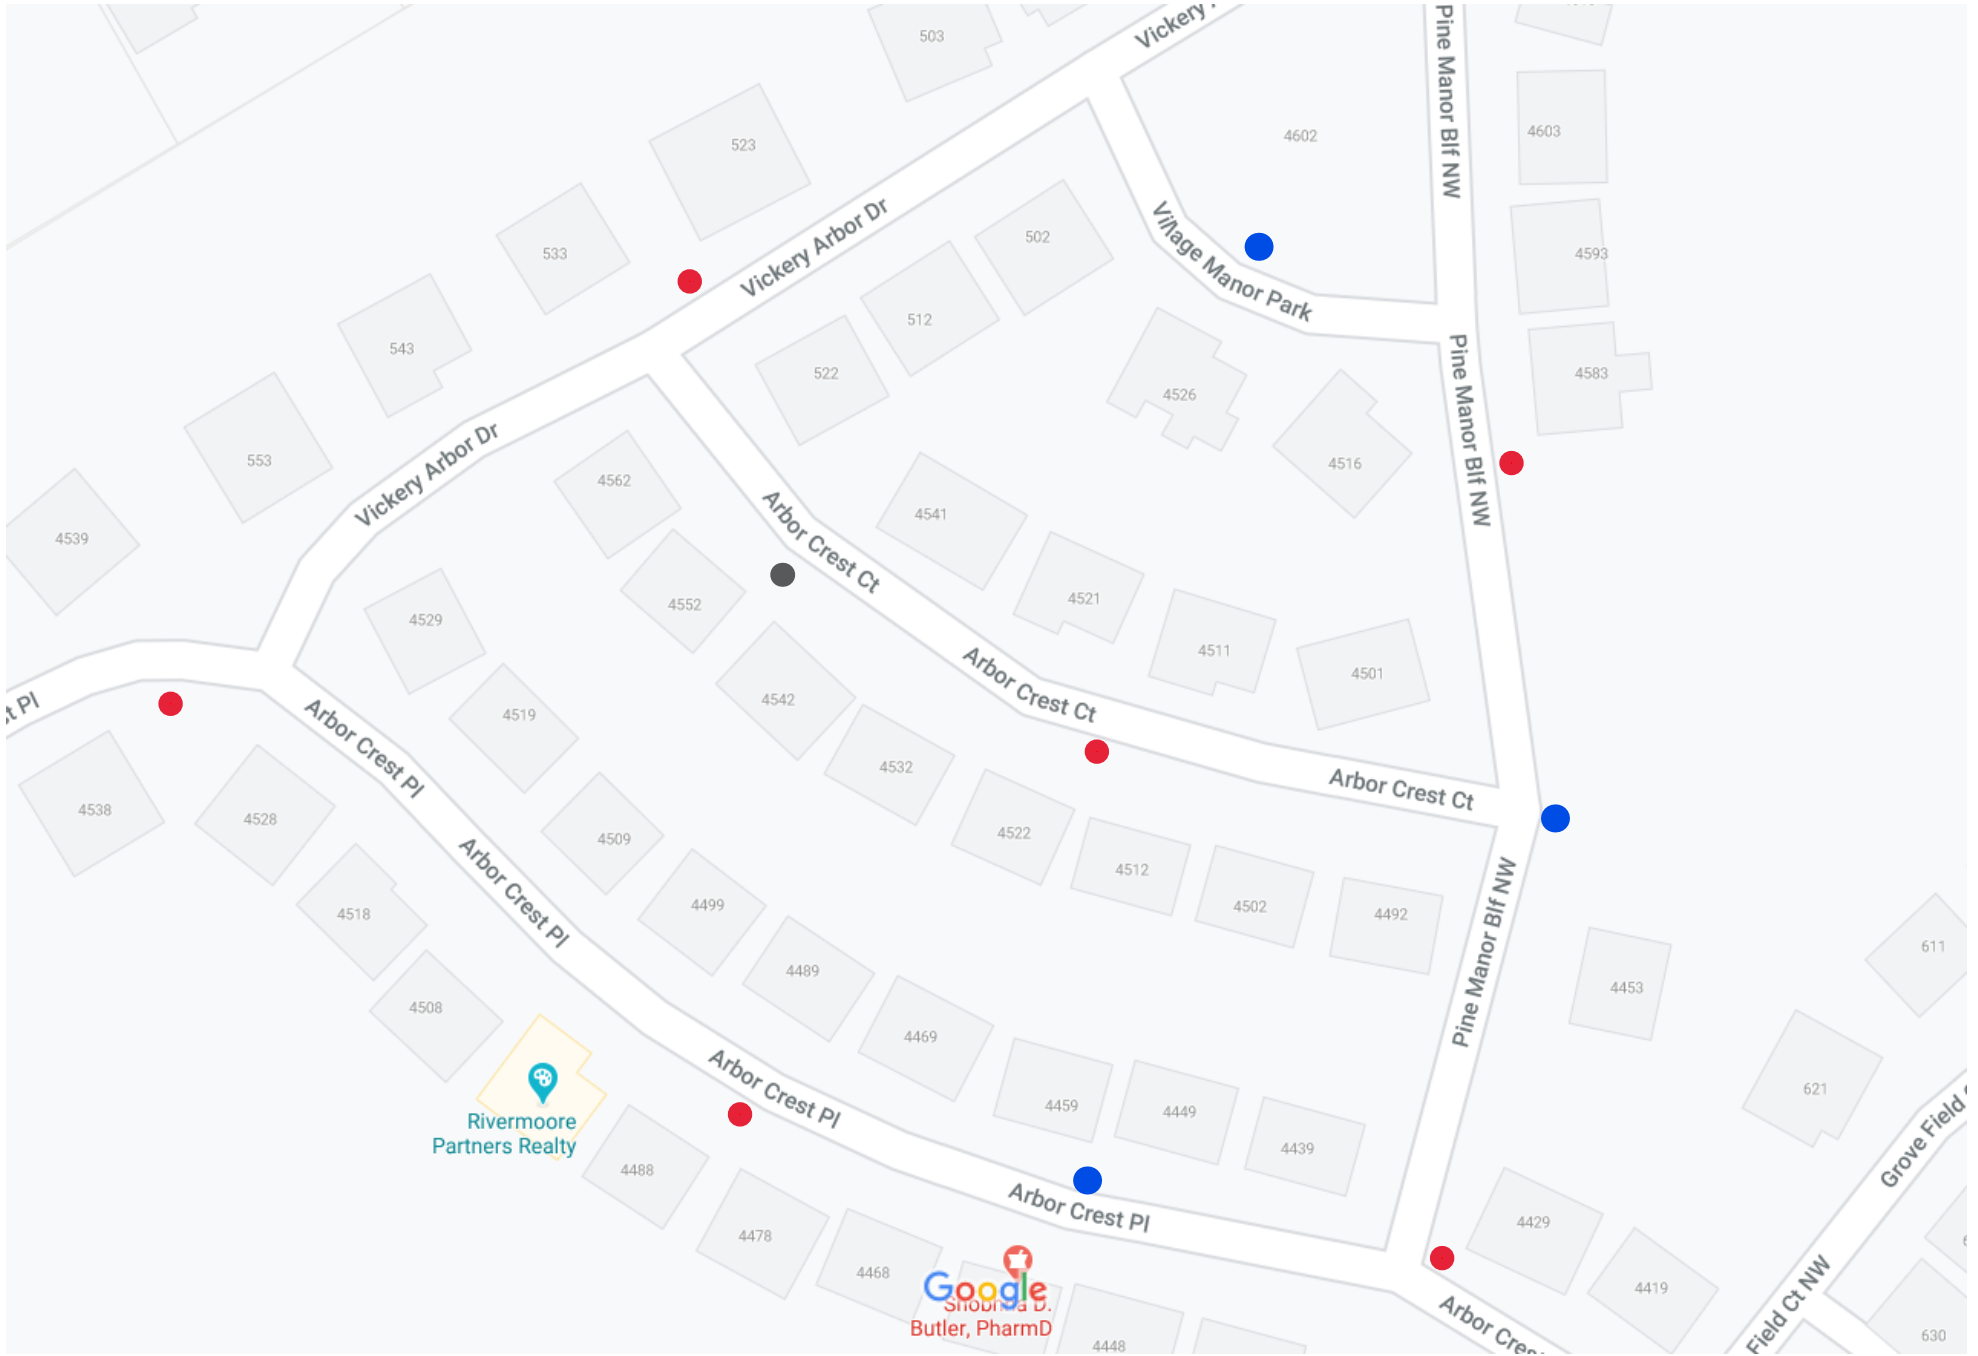 Vickery
503
Pine Manor Blf NW
4602
4603
523
533
Vickery Arbor Dr
502
Village Manor Park
4593
512
543
522
4526
4516
Pine Manor Blf NW
4583
553
Vickery Arbor Dr
4562
4541
4539
Arbor Crest Ct
4552
4529
4521
4511
4501
Arbor Crest Ct
4542
4519
st Pl
Arbor Crest Pl
4532
Arbor Crest Ct
4538
4528
4509
4522
4512
4502
4492
4518
4499
Arbor Crest Pl
4489
Pine Manor Blf NW
4453
611
4508
4469
Rivermoore
Partners Realty
Arbor Crest Pl
4459
4449
4439
621
Grove Field
4488
4478
4468
Arbor Crest Pl
4429
4419
Google
Butler, PharmD
4448
Arbor Crest
Field Ct NW
630